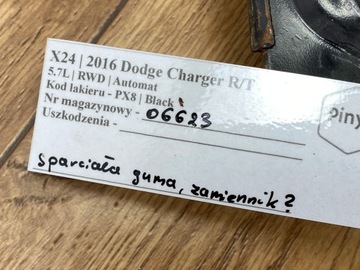 X24 | 2016 Dodge Charger R/T
5.7L | RWD | Automat
Kod lakieru - PX8 | Black
Nr magazynowy - 06623
Uszkodzenia -
Piny
sparciała guma, zamiennik?